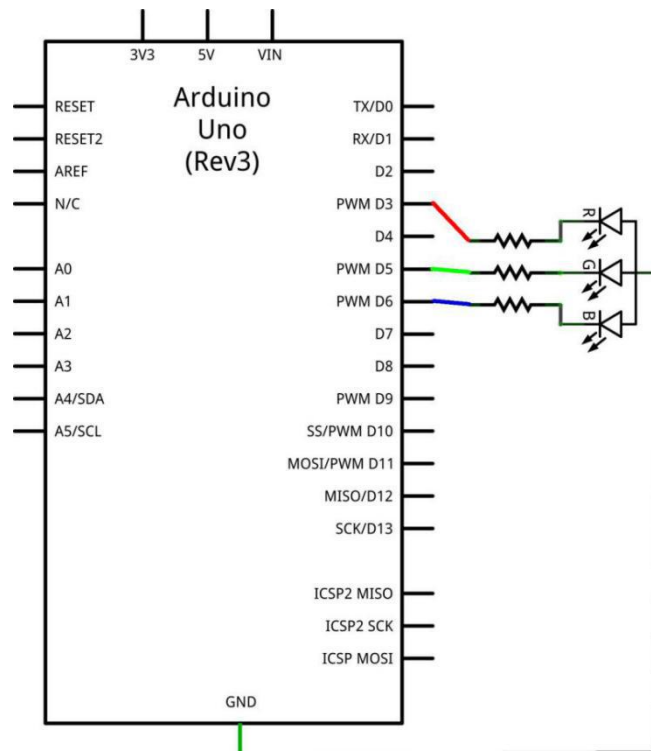 3V3 5V VIN
Arduino
Uno
(Rev3)
RESET TX/D0
RESET2 RX/D1
AREF D2
N/C PWM D3
D4
A0 PWM D5
A1 PWM D6
A2 D7
A3 D8
A4/SDA PWM D9
A5/SCL SS/PWM D10
MOSI/PWM D11
MISO/D12
SCK/D13
ICSP2 MISO
ICSP2 SCK
ICSP MOSI
GND
R
G
B